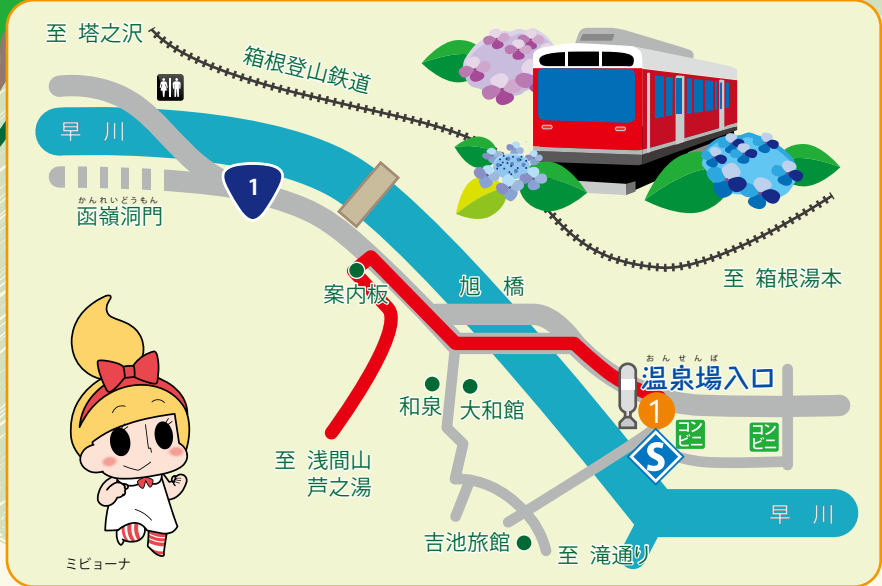 至 塔之沢
箱根登山鉄道
早 川
1
かんれいどうもん
函嶺洞門
至 箱根湯本
旭 橋
案内板
おんせんば
温泉場入口
1
コン
ビニ
コン
ビニ
S
和泉
大和館
至 浅間山
芦之湯
早 川
吉池旅館
至 滝通り
ミビョーナ